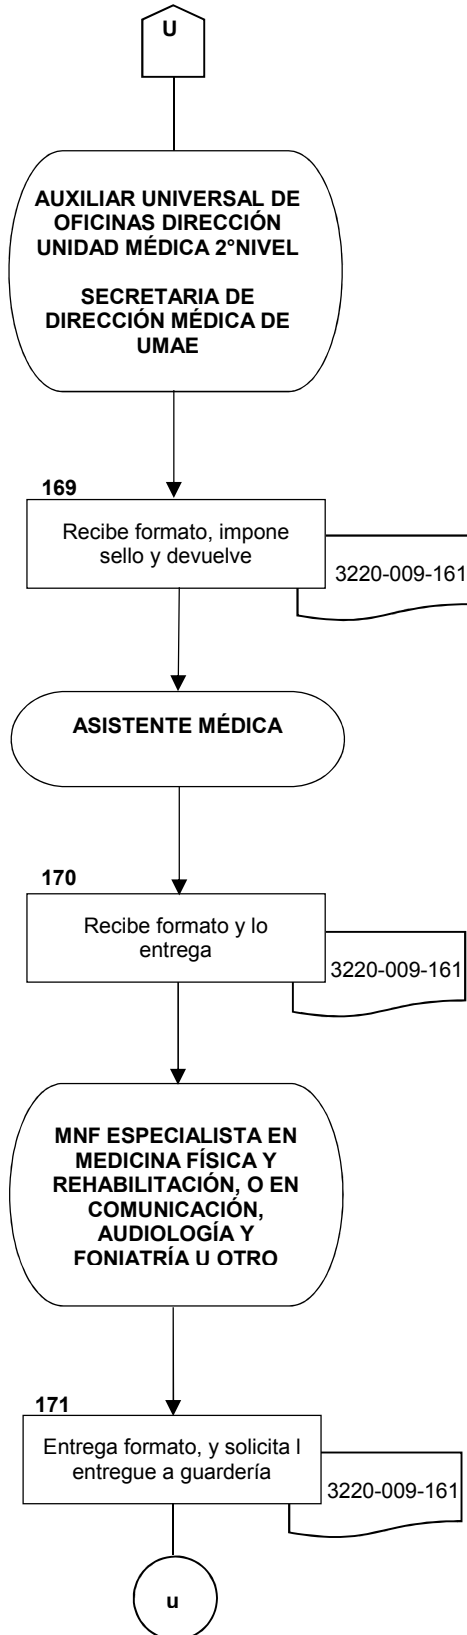 U
AUXILIAR UNIVERSAL DE
OFICINAS DIRECCIÓN
UNIDAD MÉDICA 2°NIVEL
SECRETARIA DE
DIRECCIÓN MÉDICA DE
UMAE
169
Recibe formato, impone
sello y devuelve
3220-009-161
ASISTENTE MÉDICA
170
Recibe formato y lo
entrega
3220-009-161
MNF ESPECIALISTA EN
MEDICINA FÍSICA Y
REHABILITACIÓN, O EN
COMUNICACIÓN,
AUDIOLOGÍA Y
FONIATRÍA U OTRO
171
Entrega formato, y solicita l
entregue a guardería
3220-009-161
u